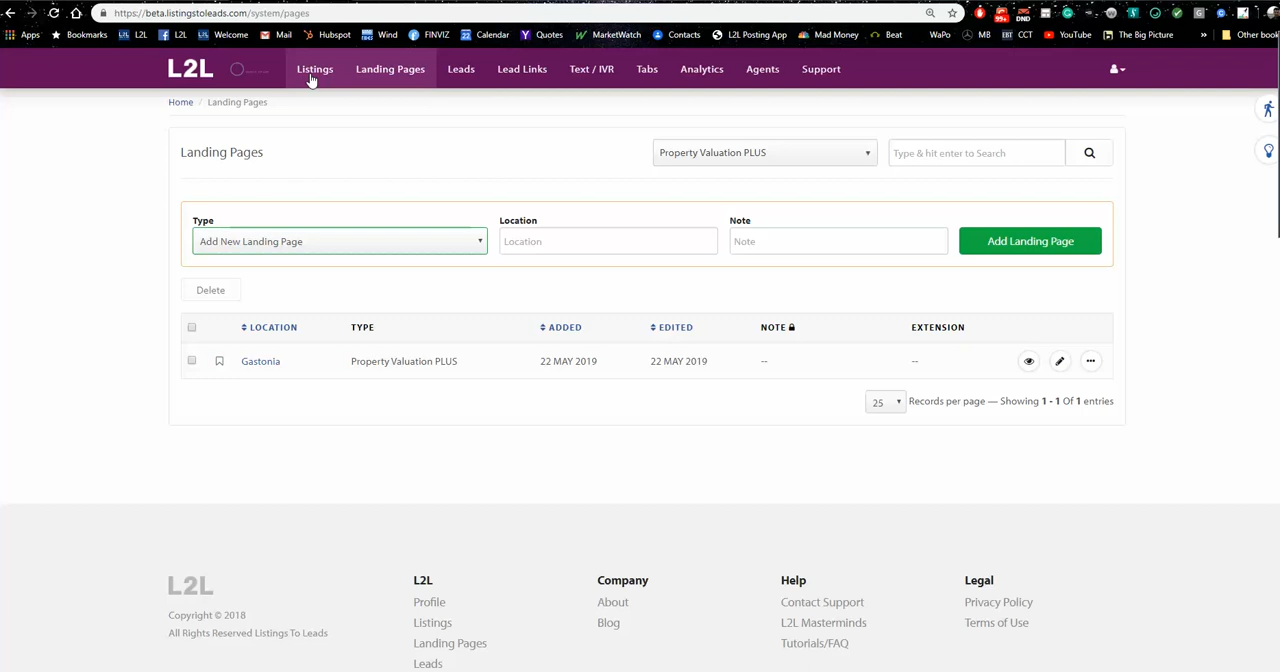 https://beta.listingstoleads.com/system/pages
Apps Bookmarks L2L L2L Welcome Mail Hubspot Wind FINVIZ Calendar Quotes MarketWatch Contacts L2L Posting App Mad Money Beat WaPo MB CCT YouTube The Big Picture » Other book
L2L Listings Landing Pages Leads Lead Links Text / IVR Tabs Analytics Agents Support
Home / Landing Pages
Landing Pages Property Valuation PLUS Type & hit enter to Search
Type Location Note
Add New Landing Page Location Note Add Landing Page
Delete
LOCATION TYPE ADDED EDITED NOTE EXTENSION
Gastonia Property Valuation PLUS 22 MAY 2019 22 MAY 2019 -- --
25 Records per page — Showing 1 - 1 Of 1 entries
L2L
Copyright © 2018
All Rights Reserved Listings To Leads
L2L
Profile
Listings
Landing Pages
Leads
Company
About
Blog
Help
Contact Support
L2L Masterminds
Tutorials/FAQ
Legal
Privacy Policy
Terms of Use